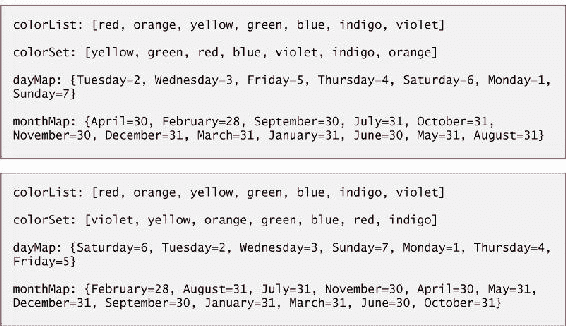 colorList: [red, orange, yellow, green, blue, indigo, violet]
colorSet: [yellow, green, red, blue, violet, indigo, orange]
dayMap: {Tuesday=2, Wednesday=3, Friday=5, Thursday=4, Saturday=6, Monday=1,
Sunday=7}
monthMap: {April=30, February=28, September=30, July=31, October=31,
November=30, December=31, March=31, January=31, June=30, May=31, August=31}
colorList: [red, orange, yellow, green, blue, indigo, violet]
colorSet: [violet, yellow, orange, green, blue, red, indigo]
dayMap: {Saturday=6, Tuesday=2, Wednesday=3, Sunday=7, Monday=1, Thursday=4,
Friday=5}
monthMap: {February=28, August=31, July=31, November=30, April=30, May=31,
December=31, September=30, January=31, March=31, June=30, October=31}